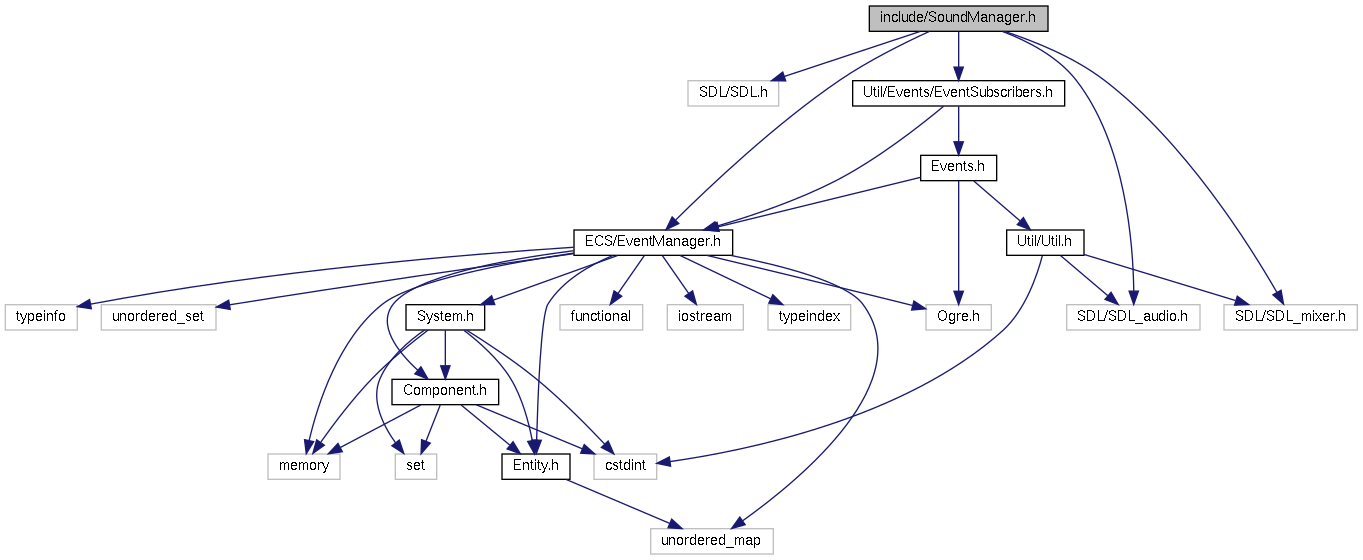 include/SoundManager.h
SDL/SDL.h
Util/Events/EventSubscribers.h
Events.h
ECS/EventManager.h
Util/Util.h
typeinfo
unordered_set
System.h
functional
iostream
typeindex
Ogre.h
SDL/SDL_audio.h
SDL/SDL_mixer.h
Component.h
memory
set
Entity.h
cstdint
unordered_map